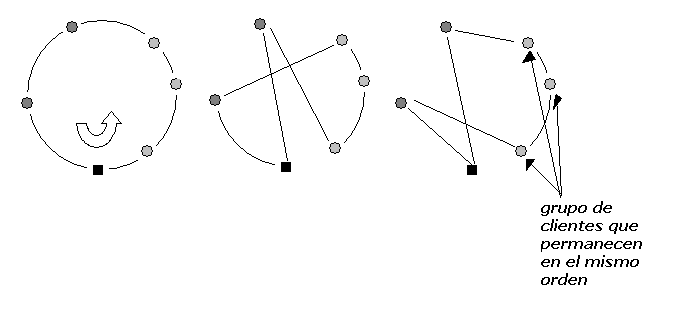 grupo de
clientes que
permanecen
en el mismo
orden